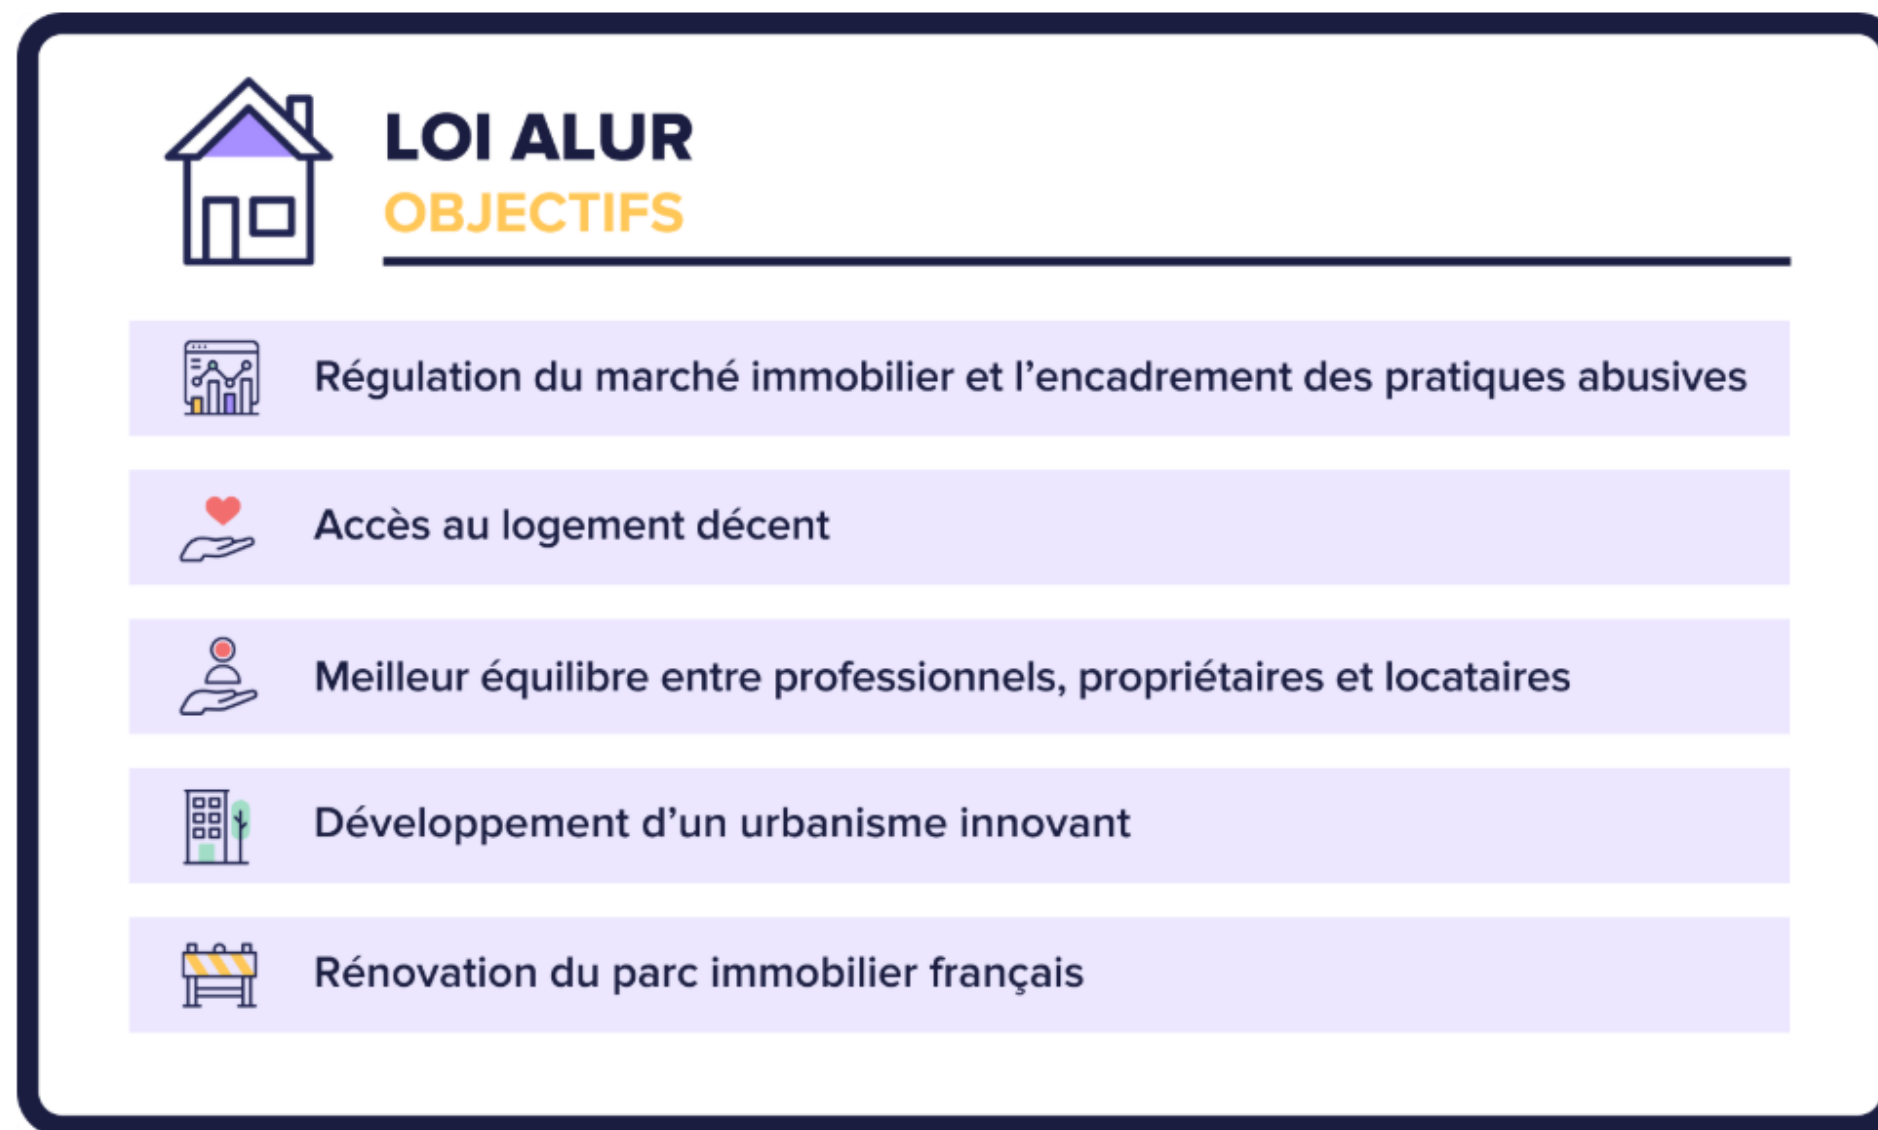 LOI ALUR
OBJECTIFS
Régulation du marché immobilier et l’encadrement des pratiques abusives
Accès au logement décent
Meilleur équilibre entre professionnels, propriétaires et locataires
Développement d’un urbanisme innovant
Rénovation du parc immobilier français